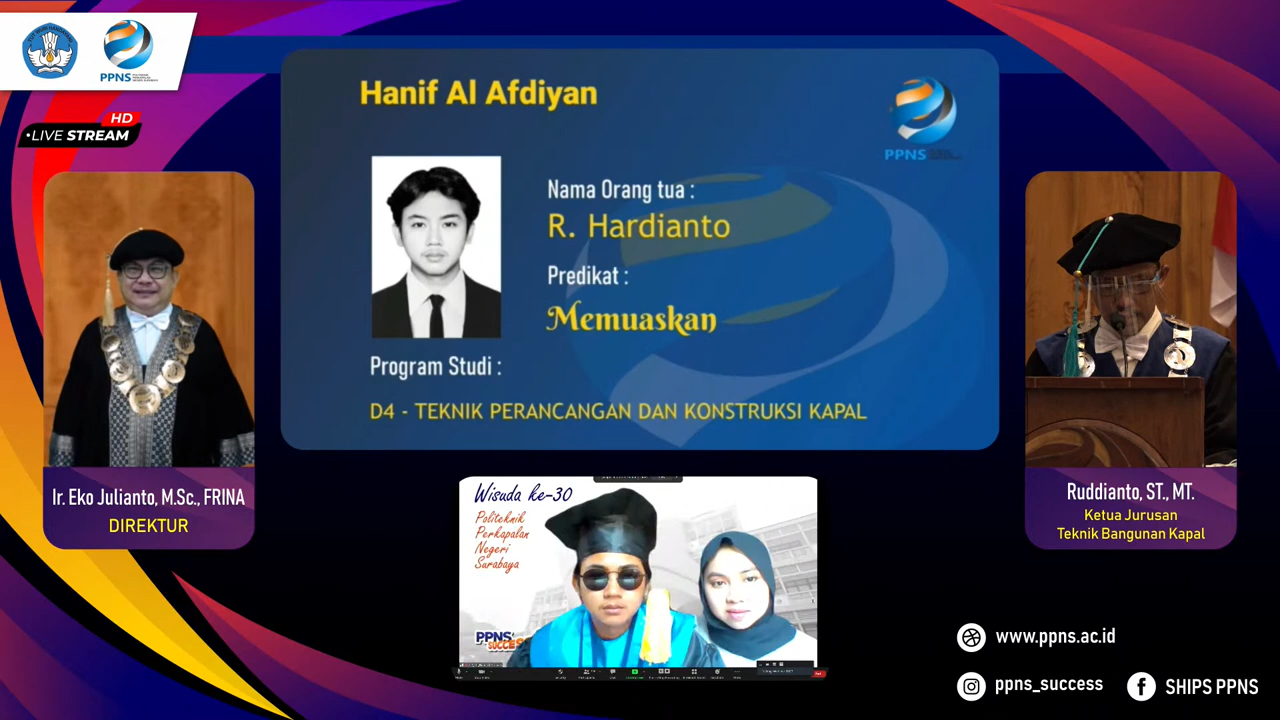 PPNS
HD
LIVE STREAM
Hanif Al Afdiyan
PPNS
Nama Orang tua :
R. Hardianto
Predikat :
Memuaskan
Program Studi :
D4 - TEKNIK PERANCANGAN DAN KONSTRUKSI KAPAL
Ir. Eko Julianto, M.Sc., FRINA
DIREKTUR
Ruddianto, ST., MT.
Ketua Jurusan
Teknik Bangunan Kapal
Wisuda ke-30
Politeknik
Perkapalan
Negeri
Surabaya
PPNS
www.ppns.ac.id
ppns_success
SHIPS PPNS